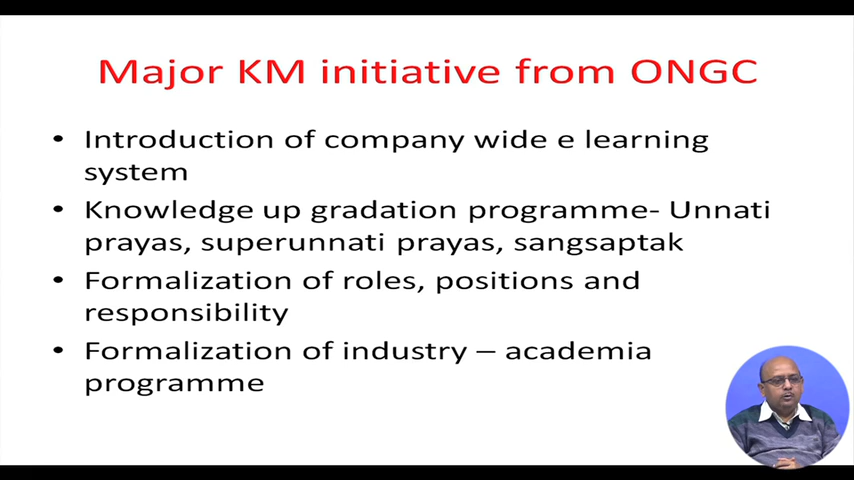 Major KM initiative from ONGC
• Introduction of company wide e learning
system
• Knowledge up gradation programme- Unnati
prayas, superunnati prayas, sangsaptak
• Formalization of roles, positions and
responsibility
• Formalization of industry – academia
programme